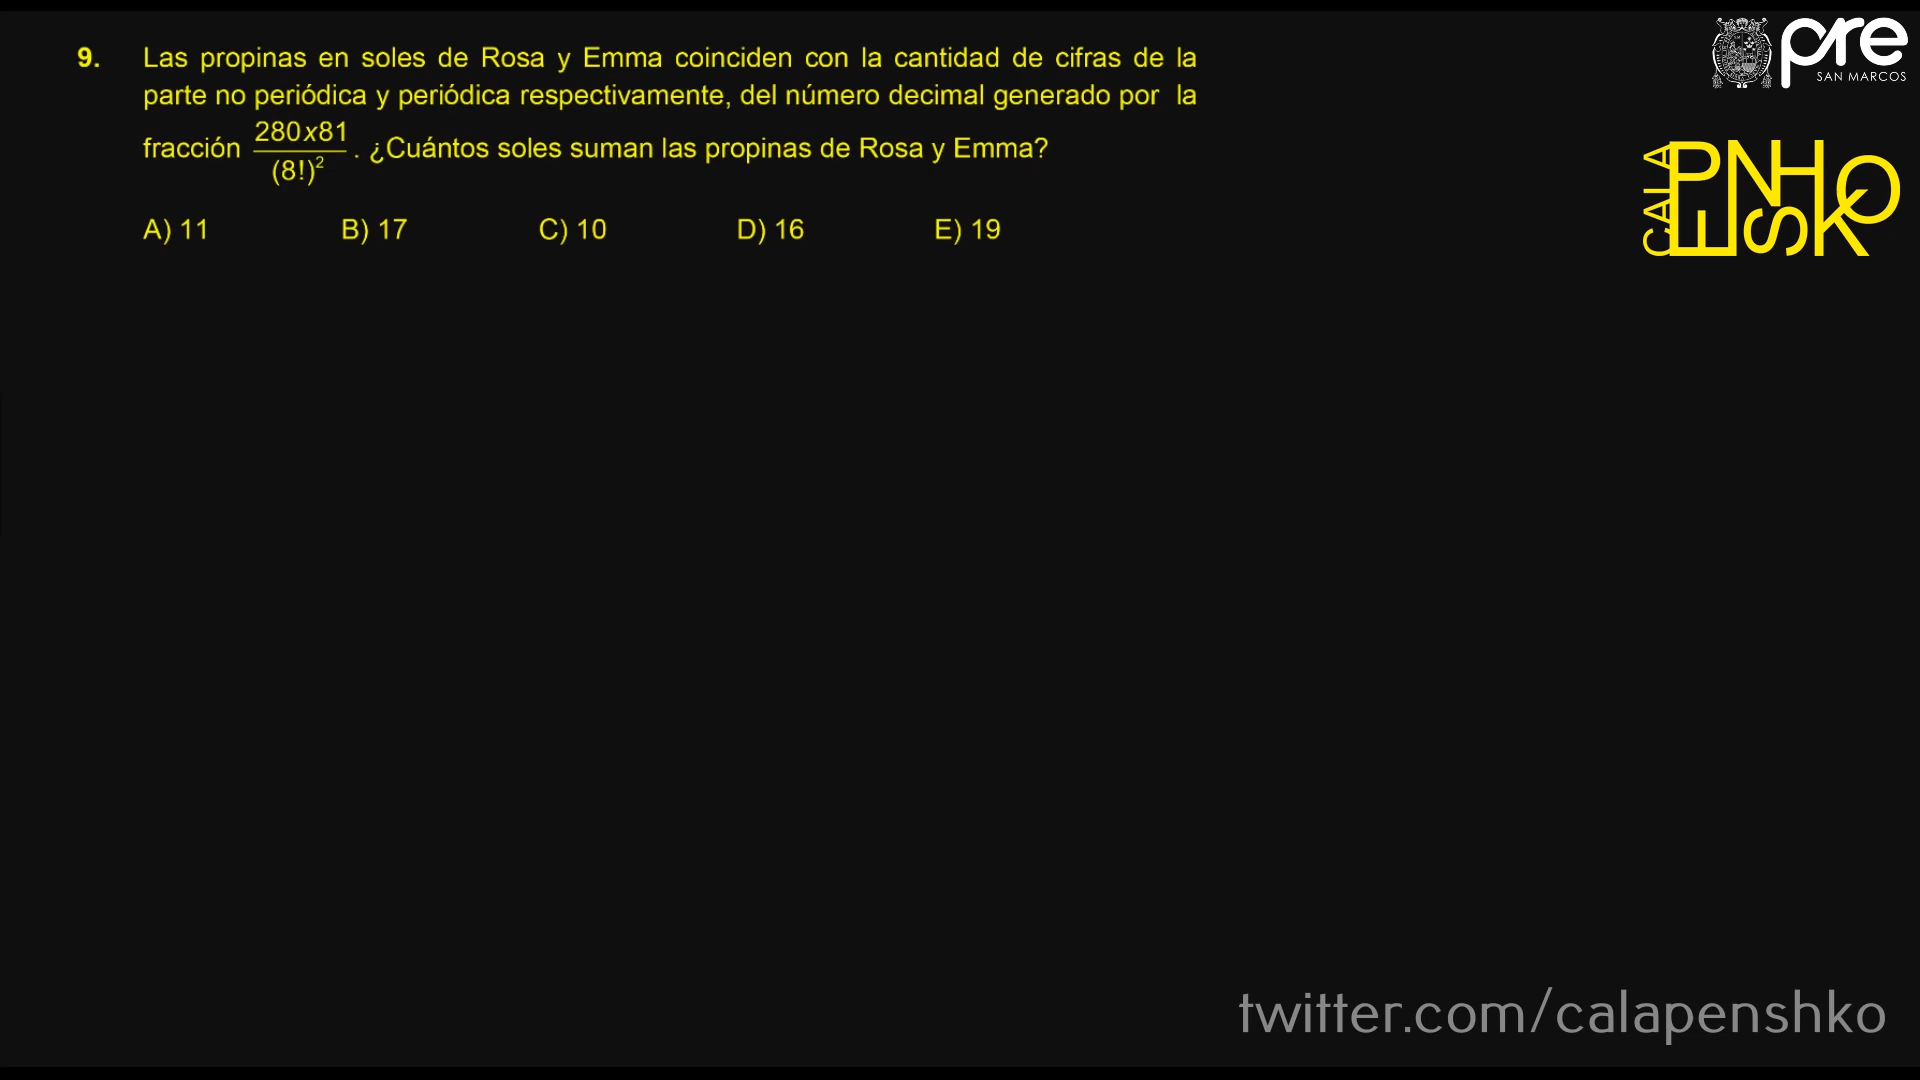 pre
SAN MARCOS
9. Las propinas en soles de Rosa y Emma coinciden con la cantidad de cifras de la
parte no periódica y periódica respectivamente, del número decimal generado por la
fracción 280x81/(8!)². ¿Cuántos soles suman las propinas de Rosa y Emma?
A) 11 B) 17 C) 10 D) 16 E) 19
CALA PENSHKO
twitter.com/calapenshko